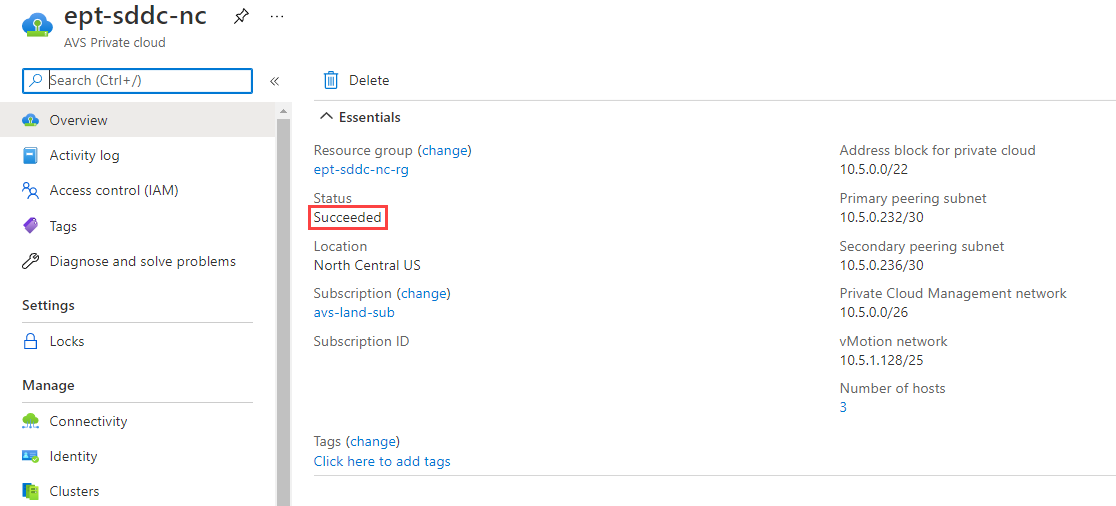 ept-sddc-nc
AVS Private cloud
Search (Ctrl+/)
Overview
Activity log
Access control (IAM)
Tags
Diagnose and solve problems
Settings
Locks
Manage
Connectivity
Identity
Clusters
Delete
Essentials
Resource group (change)
ept-sddc-nc-rg
Status
Succeeded
Location
North Central US
Subscription (change)
avs-land-sub
Subscription ID
Tags (change)
Click here to add tags
Address block for private cloud
10.5.0.0/22
Primary peering subnet
10.5.0.232/30
Secondary peering subnet
10.5.0.236/30
Private Cloud Management network
10.5.0.0/26
vMotion network
10.5.1.128/25
Number of hosts
3